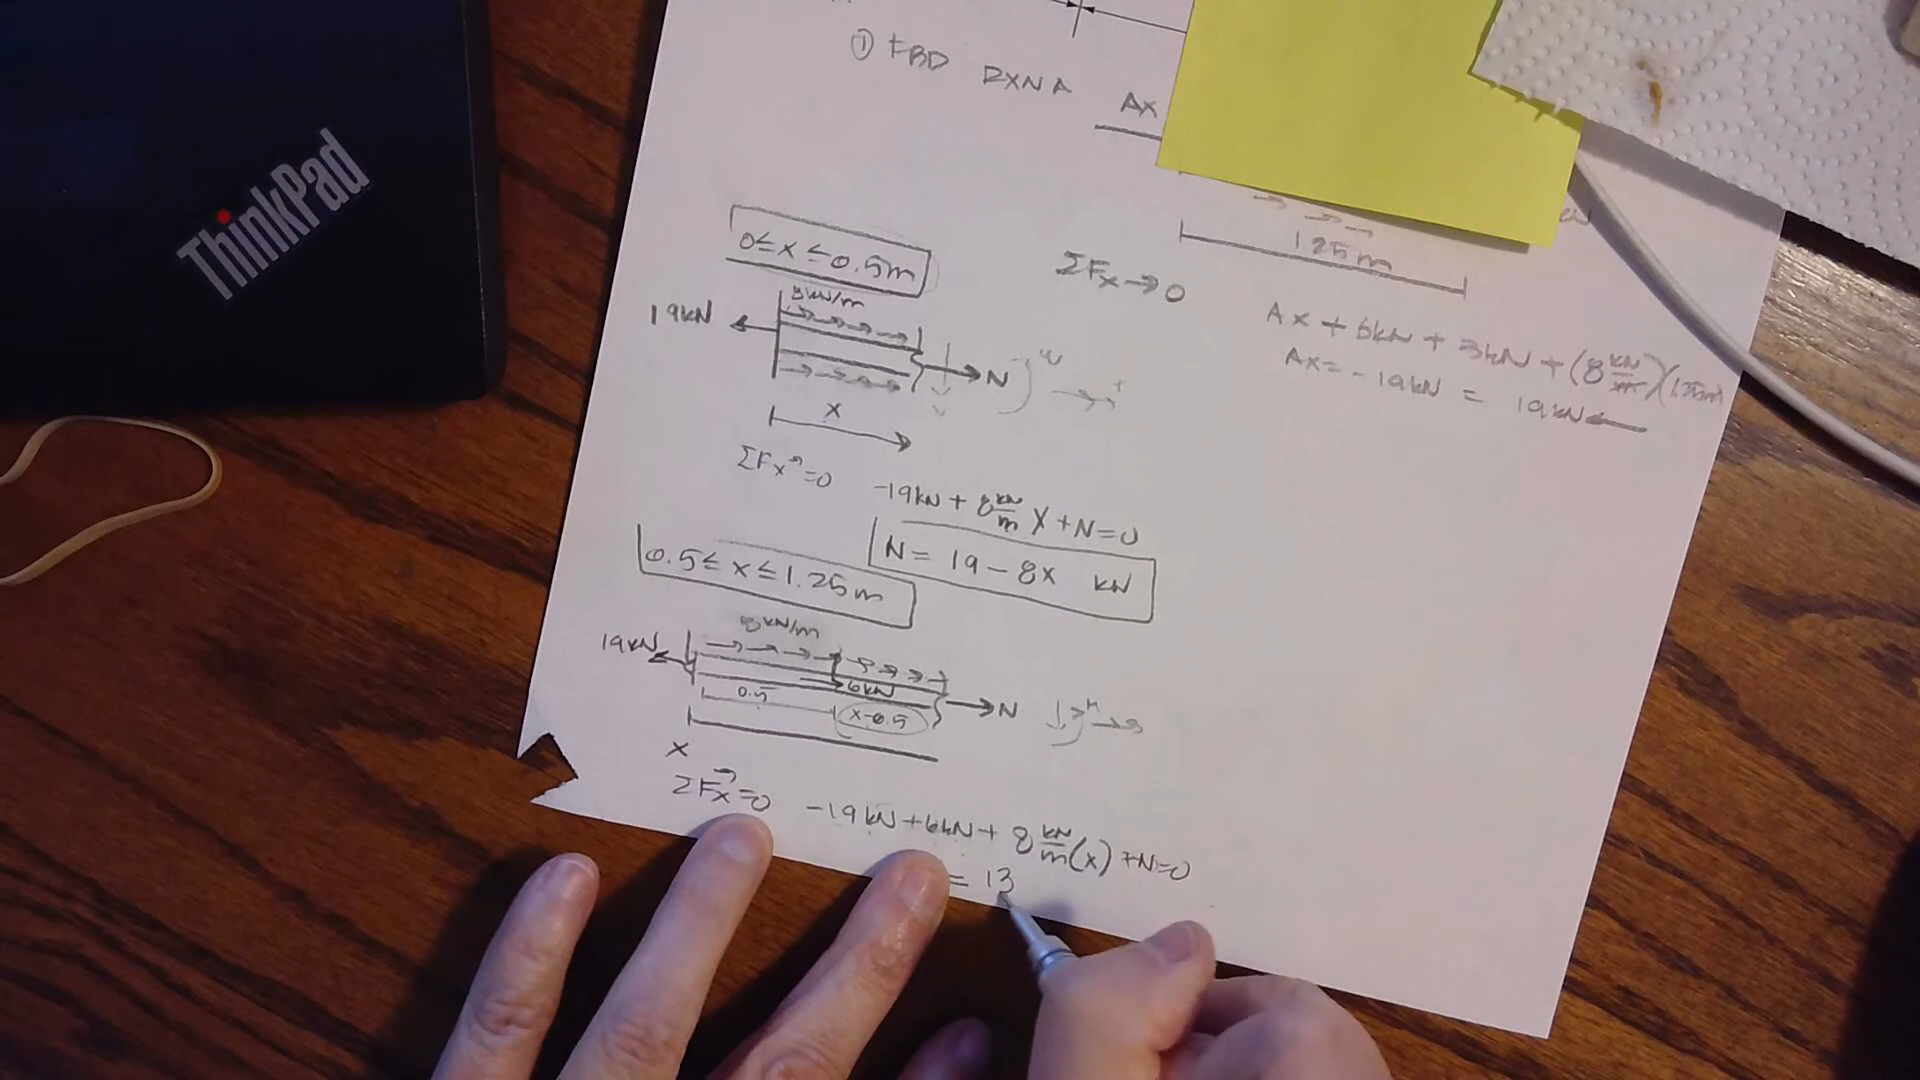 ThinkPad
① FBD RXN A
Ax
1.25m
0≤x≤0.5m
ΣFx→0
8kN/m
19kN
N
x
Ax + 6kN + 3kN + (8 kN/m)(1.25m)
Ax = -19kN = 19kN←
ΣFx→=0 -19kN + 8 kN/m X + N = 0
N = 19 - 8x kN
0.5≤x≤1.25m
8kN/m
19kN
6kN
0.5
x-0.5
N
x
ΣFx→=0 -19kN + 6kN + 8 kN/m (x) + N = 0
= 13